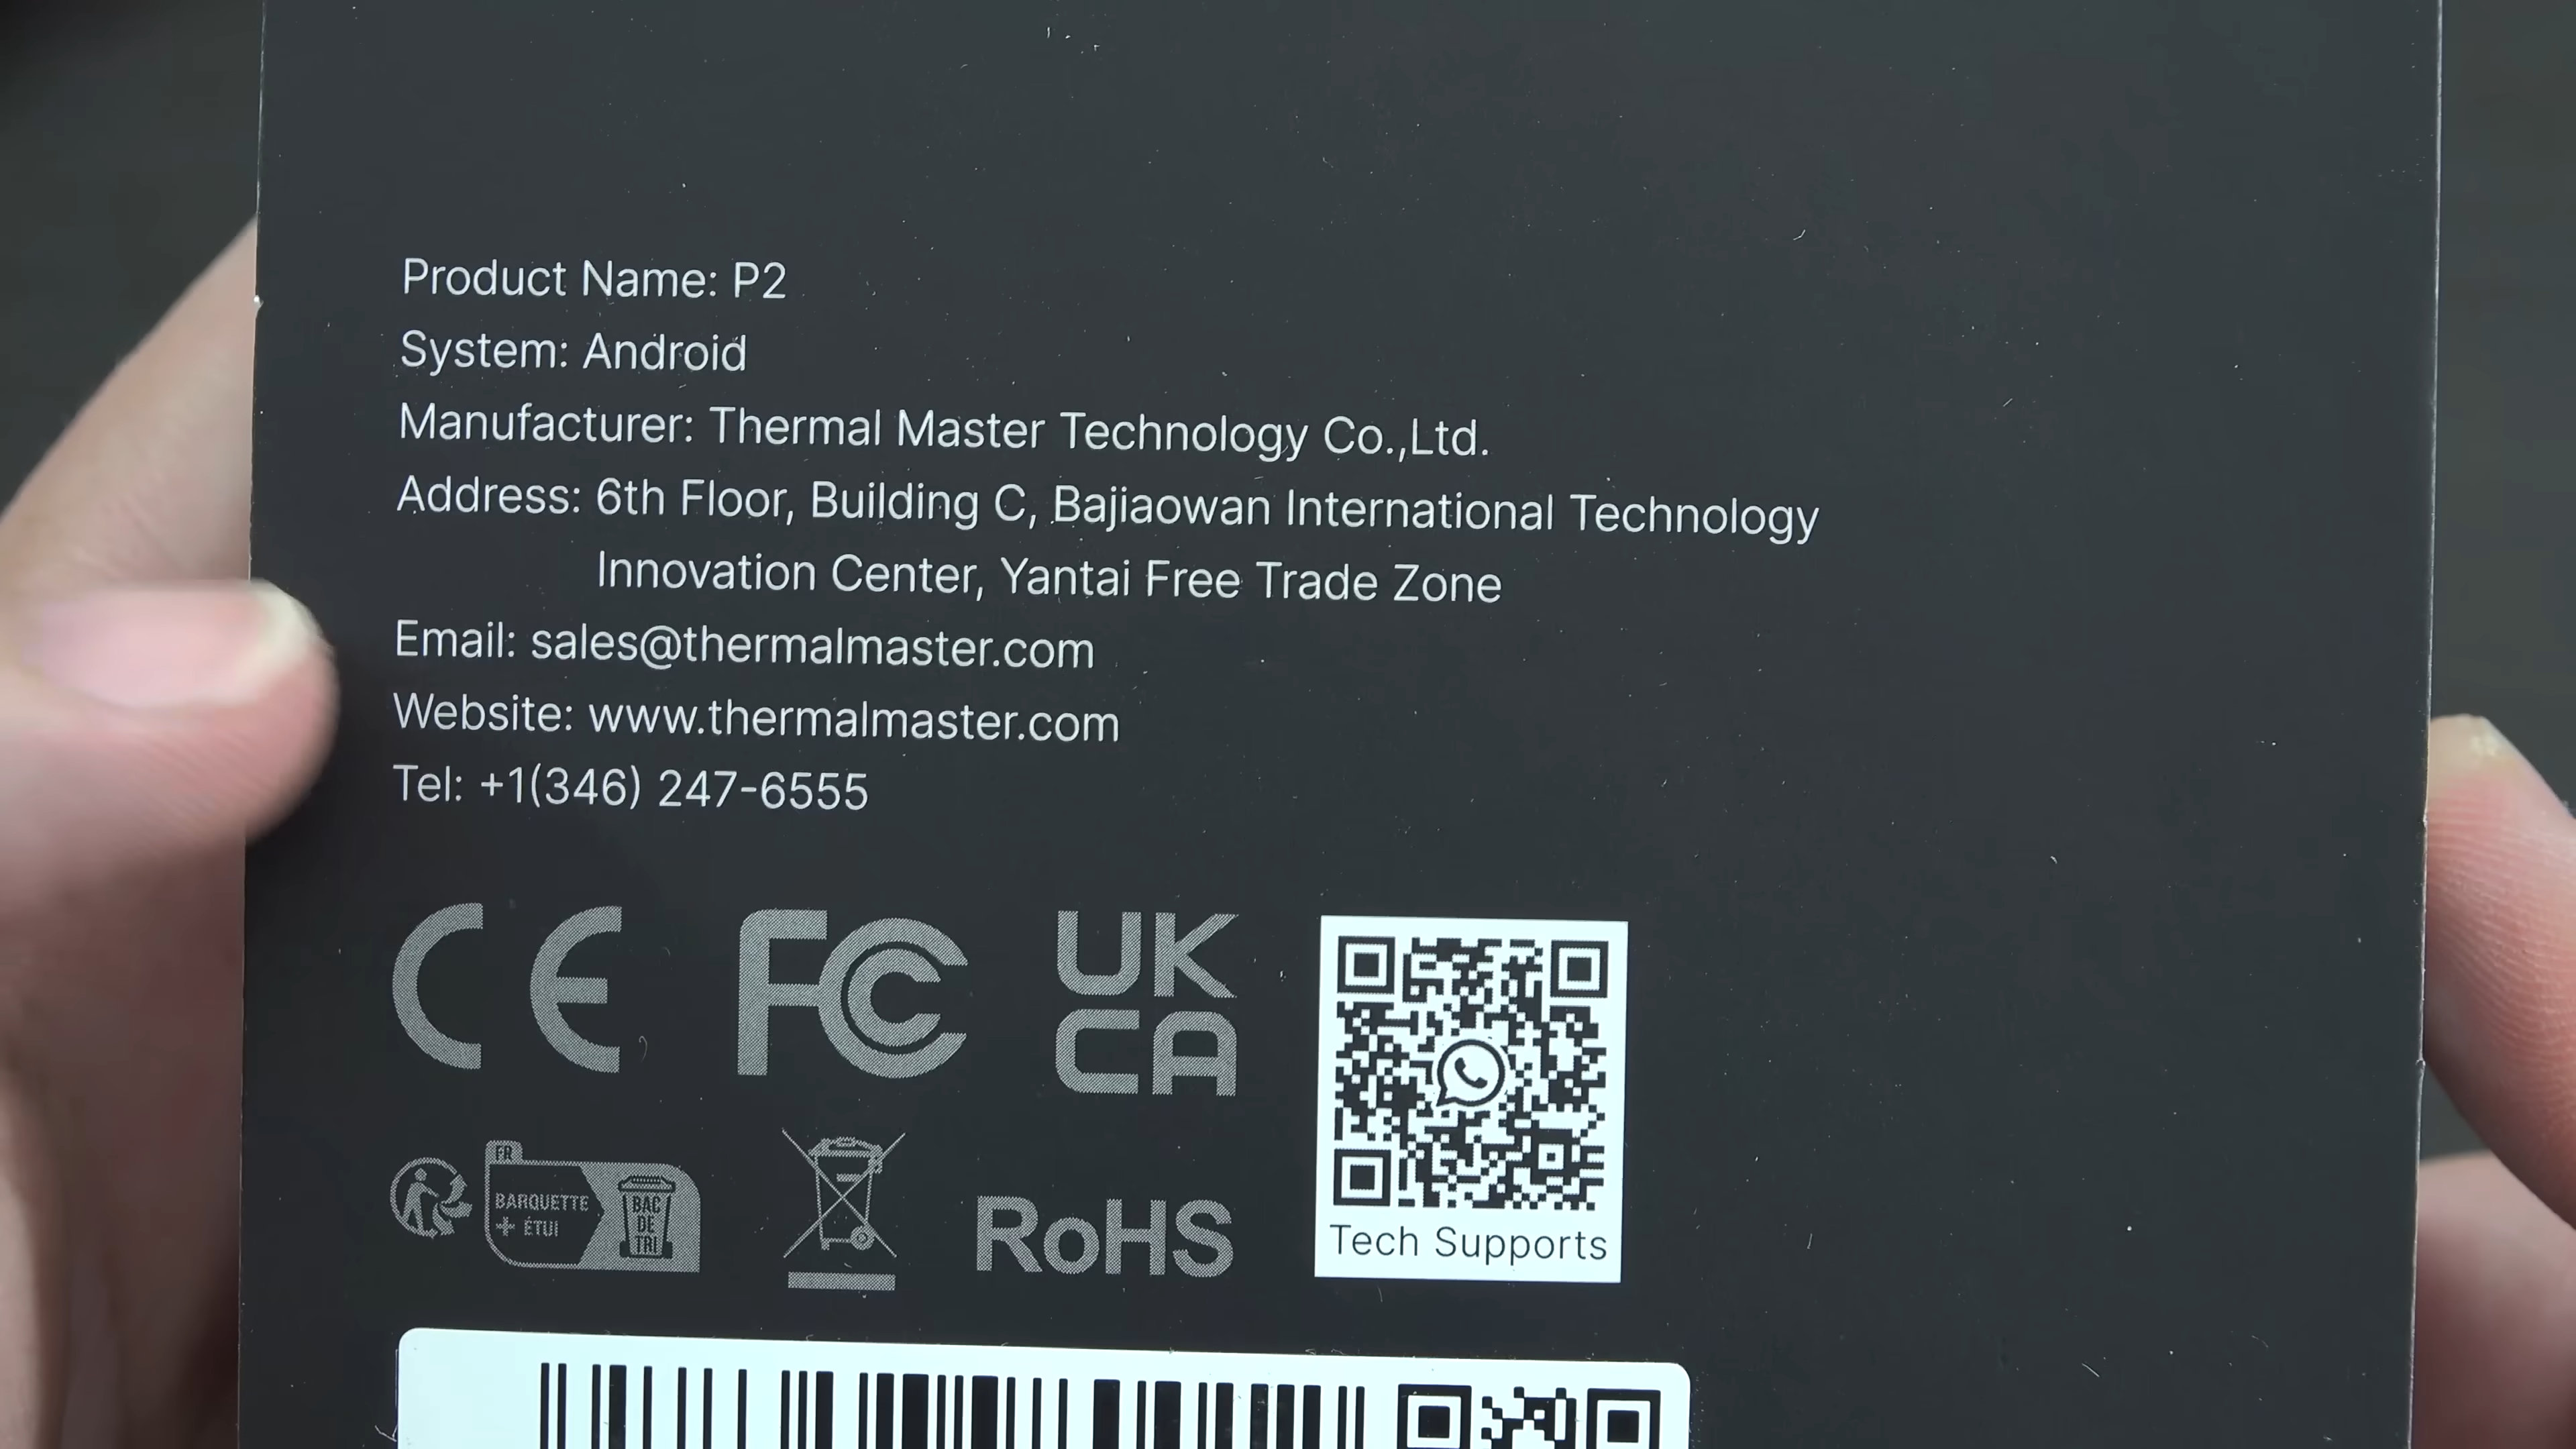 Product Name: P2
System: Android
Manufacturer: Thermal Master Technology Co.,Ltd.
Address: 6th Floor, Building C, Bajiaowan International Technology
Innovation Center, Yantai Free Trade Zone
Email: sales@thermalmaster.com
Website: www.thermalmaster.com
Tel: +1(346) 247-6555
CE FC UK
CA
FR
BARQUETTE
+ ÉTUI
BAC
DE
TRI
RoHS
Tech Supports